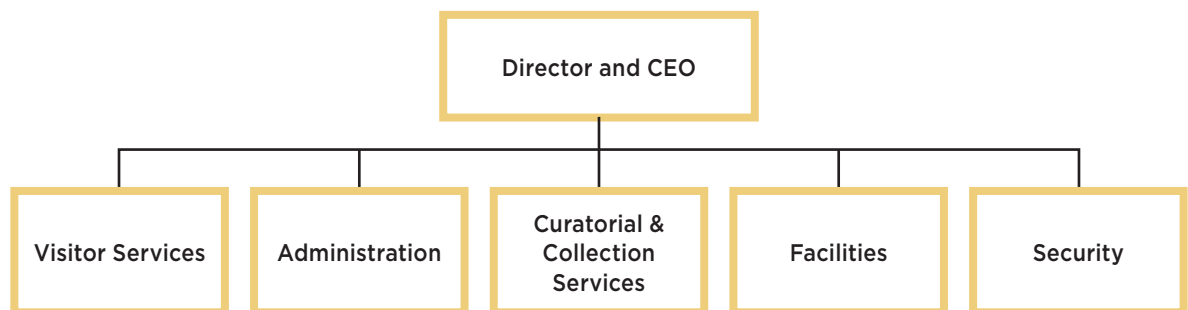 Director and CEO
Visitor Services
Administration
Curatorial &
Collection
Services
Facilities
Security